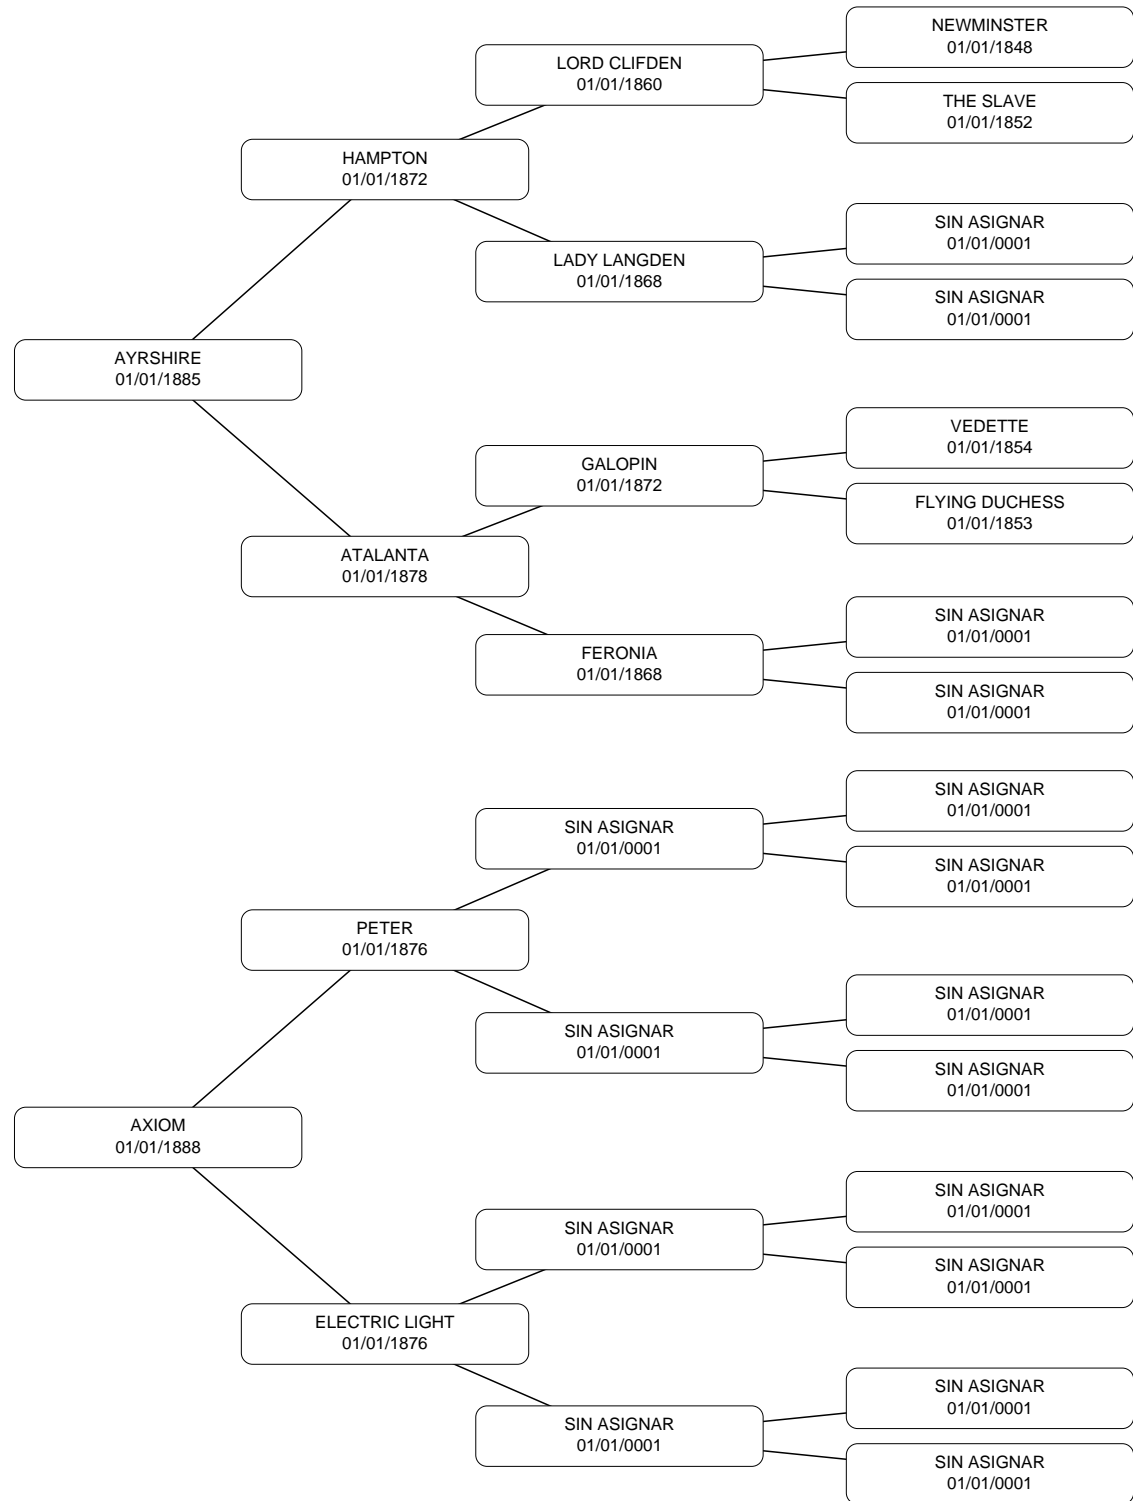 NEWMINSTER
01/01/1848
LORD CLIFDEN
01/01/1860
THE SLAVE
01/01/1852
HAMPTON
01/01/1872
SIN ASIGNAR
01/01/0001
LADY LANGDEN
01/01/1868
SIN ASIGNAR
01/01/0001
AYRSHIRE
01/01/1885
VEDETTE
01/01/1854
GALOPIN
01/01/1872
FLYING DUCHESS
01/01/1853
ATALANTA
01/01/1878
SIN ASIGNAR
01/01/0001
FERONIA
01/01/1868
SIN ASIGNAR
01/01/0001
SIN ASIGNAR
01/01/0001
SIN ASIGNAR
01/01/0001
SIN ASIGNAR
01/01/0001
PETER
01/01/1876
SIN ASIGNAR
01/01/0001
SIN ASIGNAR
01/01/0001
SIN ASIGNAR
01/01/0001
AXIOM
01/01/1888
SIN ASIGNAR
01/01/0001
SIN ASIGNAR
01/01/0001
SIN ASIGNAR
01/01/0001
ELECTRIC LIGHT
01/01/1876
SIN ASIGNAR
01/01/0001
SIN ASIGNAR
01/01/0001
SIN ASIGNAR
01/01/0001